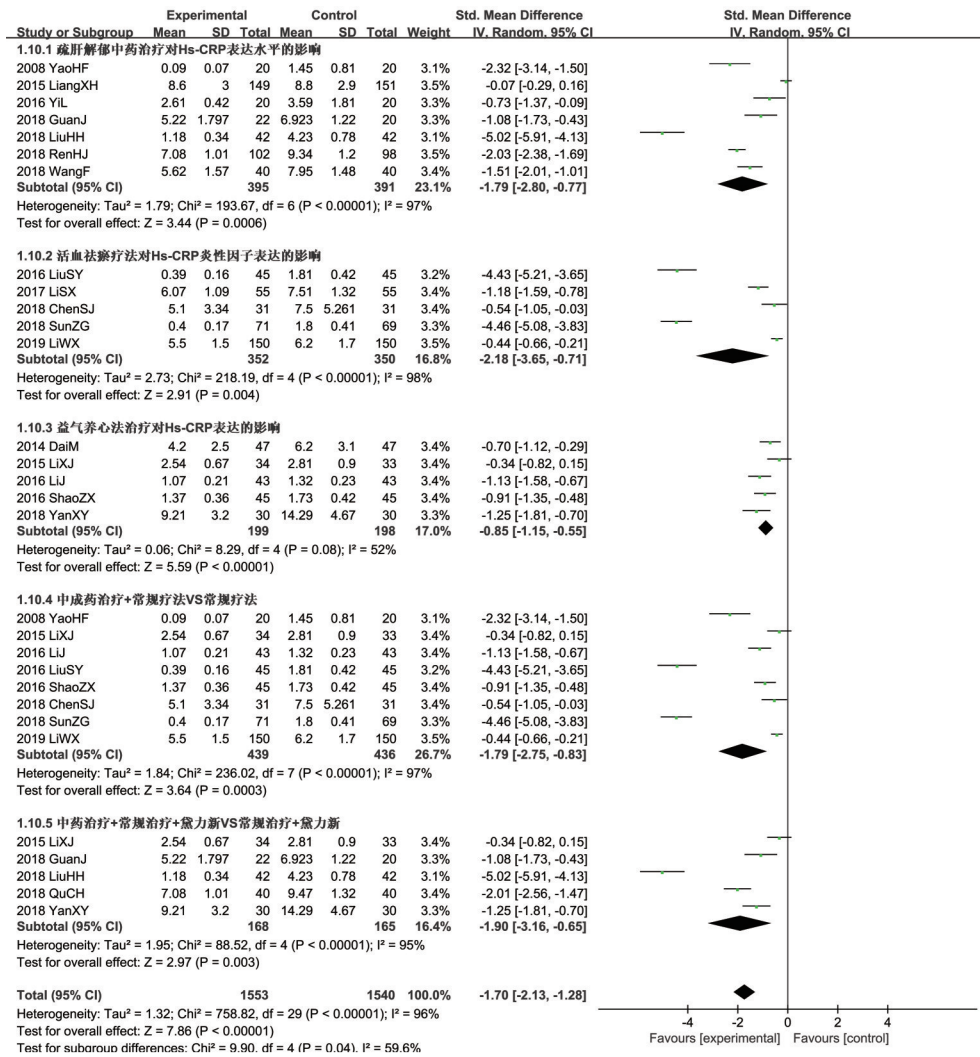 Experimental Control Std. Mean Difference Std. Mean Difference
Study or Subgroup Mean SD Total Mean SD Total Weight IV, Random, 95% CI IV, Random, 95% CI
1.10.1 疏肝解郁中药治疗对Hs-CRP表达水平的影响
2008 YaoHF 0.09 0.07 20 1.45 0.81 20 3.1% -2.32 [-3.14, -1.50]
2015 LiangXH 8.6 3 149 8.8 2.9 151 3.5% -0.07 [-0.29, 0.16]
2016 YiL 2.61 0.42 20 3.59 1.81 20 3.3% -0.73 [-1.37, -0.09]
2018 GuanJ 5.22 1.797 22 6.923 1.22 20 3.3% -1.08 [-1.73, -0.43]
2018 LiuHH 1.18 0.34 42 4.23 0.78 42 3.1% -5.02 [-5.91, -4.13]
2018 RenHJ 7.08 1.01 102 9.34 1.2 98 3.5% -2.03 [-2.38, -1.69]
2018 WangF 5.62 1.57 40 7.95 1.48 40 3.4% -1.51 [-2.01, -1.01]
Subtotal (95% CI) 395 391 23.1% -1.79 [-2.80, -0.77]
Heterogeneity: Tau² = 1.79; Chi² = 193.67, df = 6 (P < 0.00001); I² = 97%
Test for overall effect: Z = 3.44 (P = 0.0006)
1.10.2 活血祛瘀疗法对Hs-CRP炎性因子表达的影响
2016 LiuSY 0.39 0.16 45 1.81 0.42 45 3.2% -4.43 [-5.21, -3.65]
2017 LiSX 6.07 1.09 55 7.51 1.32 55 3.4% -1.18 [-1.59, -0.78]
2018 ChenSJ 5.1 3.34 31 7.5 5.261 31 3.4% -0.54 [-1.05, -0.03]
2018 SunZG 0.4 0.17 71 1.8 0.41 69 3.3% -4.46 [-5.08, -3.83]
2019 LiWX 5.5 1.5 150 6.2 1.7 150 3.5% -0.44 [-0.66, -0.21]
Subtotal (95% CI) 352 350 16.8% -2.18 [-3.65, -0.71]
Heterogeneity: Tau² = 2.73; Chi² = 218.19, df = 4 (P < 0.00001); I² = 98%
Test for overall effect: Z = 2.91 (P = 0.004)
1.10.3 益气养心法治疗对Hs-CRP表达的影响
2014 DaiM 4.2 2.5 47 6.2 3.1 47 3.4% -0.70 [-1.12, -0.29]
2015 LiXJ 2.54 0.67 34 2.81 0.9 33 3.4% -0.34 [-0.82, 0.15]
2016 LiJ 1.07 0.21 43 1.32 0.23 43 3.4% -1.13 [-1.58, -0.67]
2016 ShaoZX 1.37 0.36 45 1.73 0.42 45 3.4% -0.91 [-1.35, -0.48]
2018 YanXY 9.21 3.2 30 14.29 4.67 30 3.3% -1.25 [-1.81, -0.70]
Subtotal (95% CI) 199 198 17.0% -0.85 [-1.15, -0.55]
Heterogeneity: Tau² = 0.06; Chi² = 8.29, df = 4 (P = 0.08); I² = 52%
Test for overall effect: Z = 5.59 (P < 0.00001)
1.10.4 中成药治疗+常规疗法VS常规疗法
2008 YaoHF 0.09 0.07 20 1.45 0.81 20 3.1% -2.32 [-3.14, -1.50]
2015 LiXJ 2.54 0.67 34 2.81 0.9 33 3.4% -0.34 [-0.82, 0.15]
2016 LiJ 1.07 0.21 43 1.32 0.23 43 3.4% -1.13 [-1.58, -0.67]
2016 LiuSY 0.39 0.16 45 1.81 0.42 45 3.2% -4.43 [-5.21, -3.65]
2016 ShaoZX 1.37 0.36 45 1.73 0.42 45 3.4% -0.91 [-1.35, -0.48]
2018 ChenSJ 5.1 3.34 31 7.5 5.261 31 3.4% -0.54 [-1.05, -0.03]
2018 SunZG 0.4 0.17 71 1.8 0.41 69 3.3% -4.46 [-5.08, -3.83]
2019 LiWX 5.5 1.5 150 6.2 1.7 150 3.5% -0.44 [-0.66, -0.21]
Subtotal (95% CI) 439 436 26.7% -1.79 [-2.75, -0.83]
Heterogeneity: Tau² = 1.84; Chi² = 236.02, df = 7 (P < 0.00001); I² = 97%
Test for overall effect: Z = 3.64 (P = 0.0003)
1.10.5 中药治疗+常规治疗+黛力新VS常规治疗+黛力新
2015 LiXJ 2.54 0.67 34 2.81 0.9 33 3.4% -0.34 [-0.82, 0.15]
2018 GuanJ 5.22 1.797 22 6.923 1.22 20 3.3% -1.08 [-1.73, -0.43]
2018 LiuHH 1.18 0.34 42 4.23 0.78 42 3.1% -5.02 [-5.91, -4.13]
2018 QuCH 7.08 1.01 40 9.47 1.32 40 3.3% -2.01 [-2.56, -1.47]
2018 YanXY 9.21 3.2 30 14.29 4.67 30 3.3% -1.25 [-1.81, -0.70]
Subtotal (95% CI) 168 165 16.4% -1.90 [-3.16, -0.65]
Heterogeneity: Tau² = 1.95; Chi² = 88.52, df = 4 (P < 0.00001); I² = 95%
Test for overall effect: Z = 2.97 (P = 0.003)
Total (95% CI) 1553 1540 100.0% -1.70 [-2.13, -1.28]
Heterogeneity: Tau² = 1.32; Chi² = 758.82, df = 29 (P < 0.00001); I² = 96%
Test for overall effect: Z = 7.86 (P < 0.00001)
Test for subgroup differences: Chi² = 9.90, df = 4 (P = 0.04), I² = 59.6%
-4 -2 0 2 4
Favours [experimental] Favours [control]